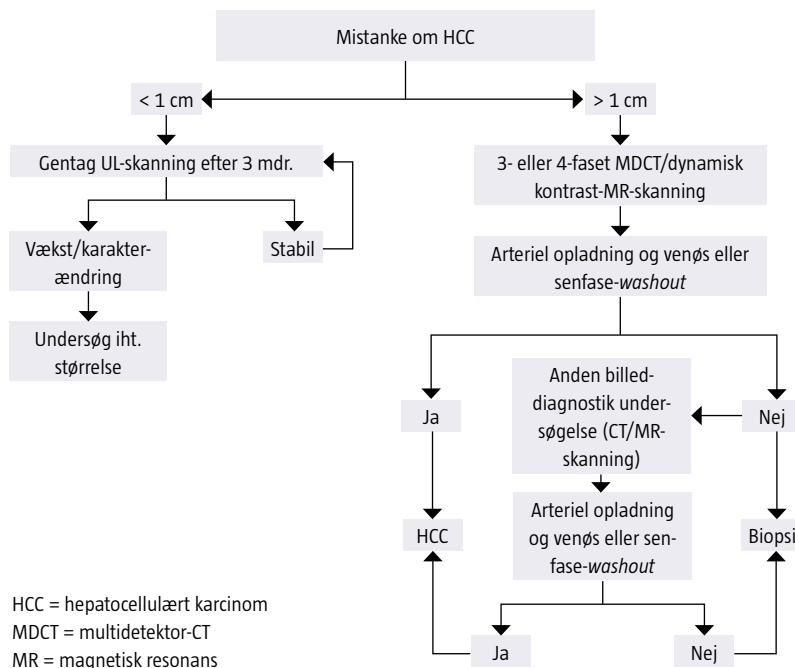 Mistanke om HCC
< 1 cm
> 1 cm
Gentag UL-skanning efter 3 mdr.
3- eller 4-faset MDCT/dynamisk
kontrast-MR-skanning
Vækst/karakter-
ændring
Stabil
Arteriel opladning og venøs eller
senfase-washout
Undersøg iht.
størrelse
Ja
Anden billed-
diagnostik under-
søgelse (CT/MR-
skanning)
Nej
HCC
Arteriel opladning
og venøs eller sen-
fase-washout
Biopsi
Ja
Nej
HCC = hepatocellulært karcinom
MDCT = multidetektor-CT
MR = magnetisk resonans